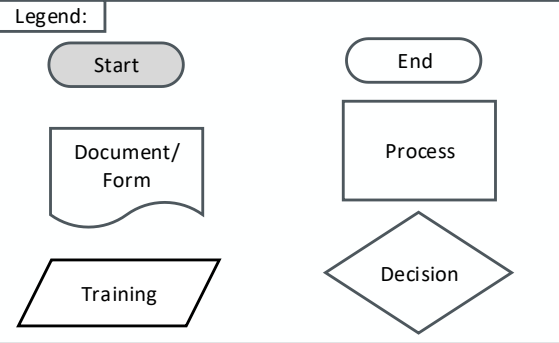 Legend:
Start
End
Document/
Form
Process
Training
Decision